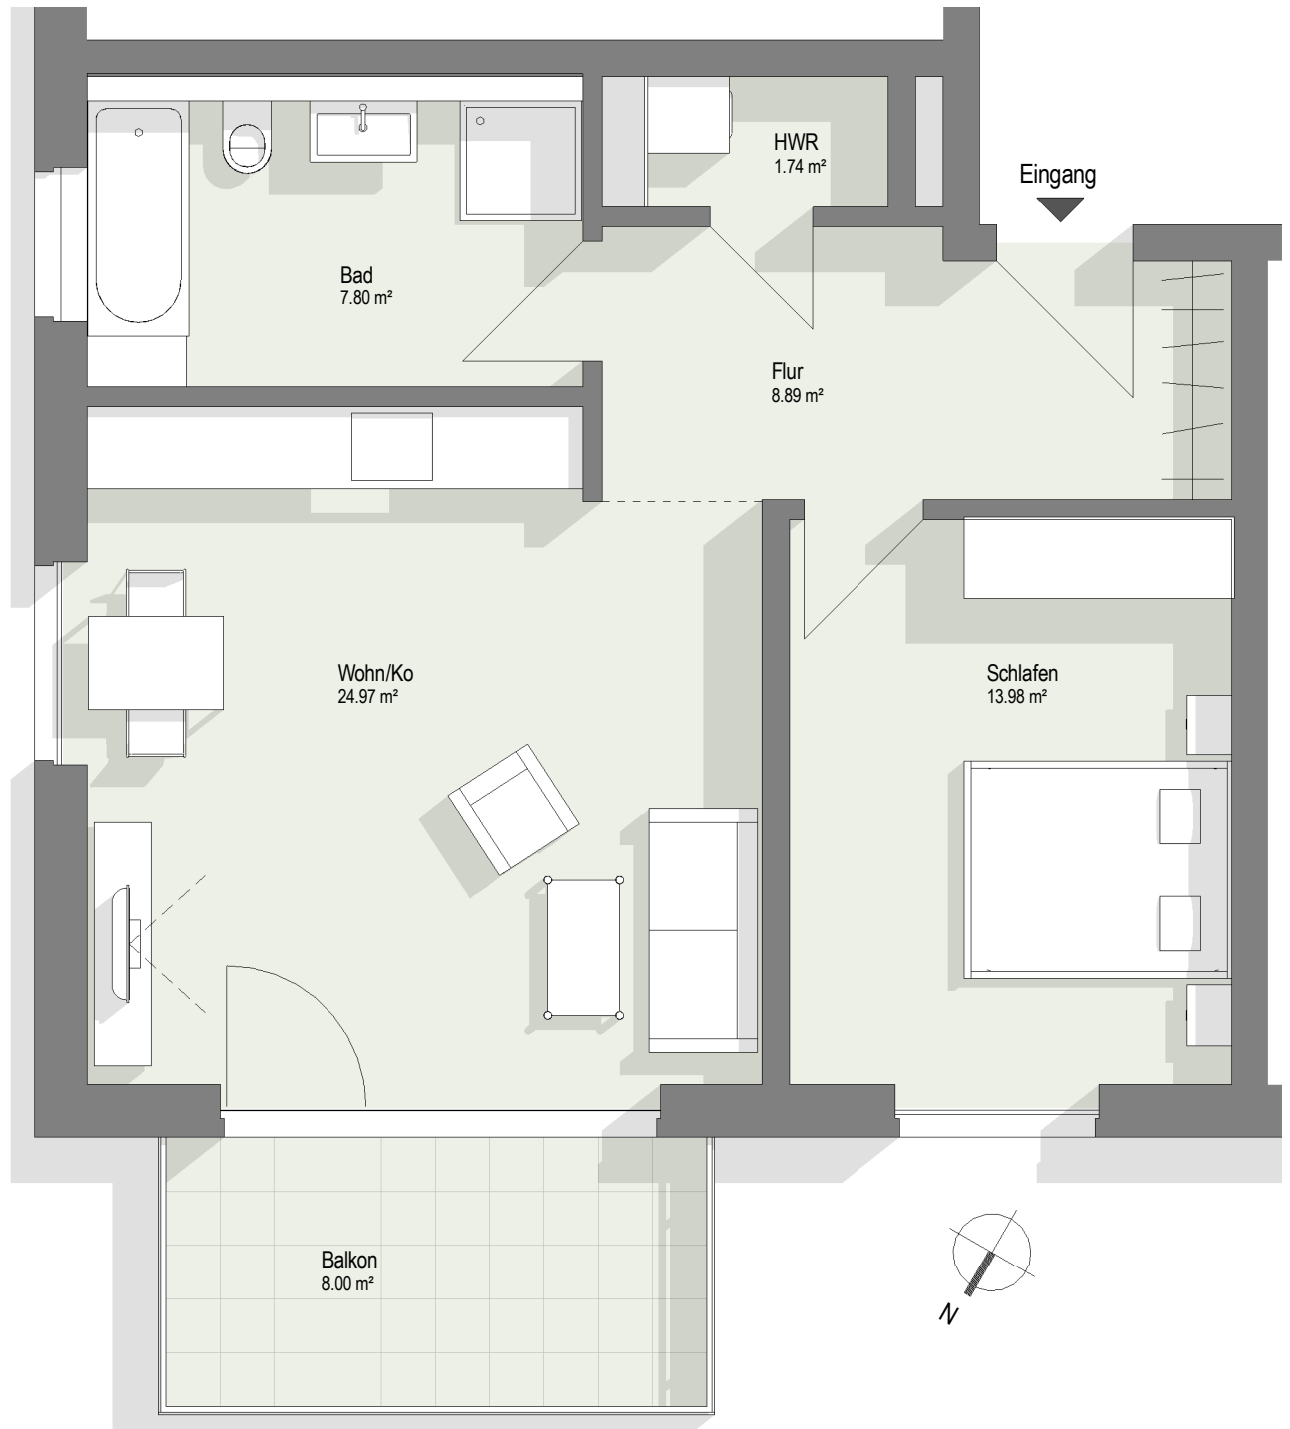 HWR
1.74 m²
Eingang
Bad
7.80 m²
Flur
8.89 m²
Wohn/Ko
24.97 m²
Schlafen
13.98 m²
Balkon
8.00 m²
N